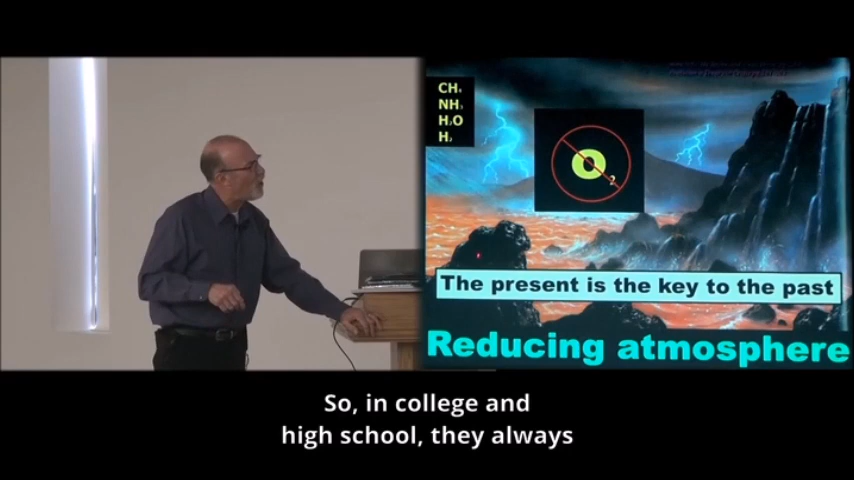 CH₄
NH₃
H₂O
H₂
O₂
The present is the key to the past
Reducing atmosphere
So, in college and
high school, they always